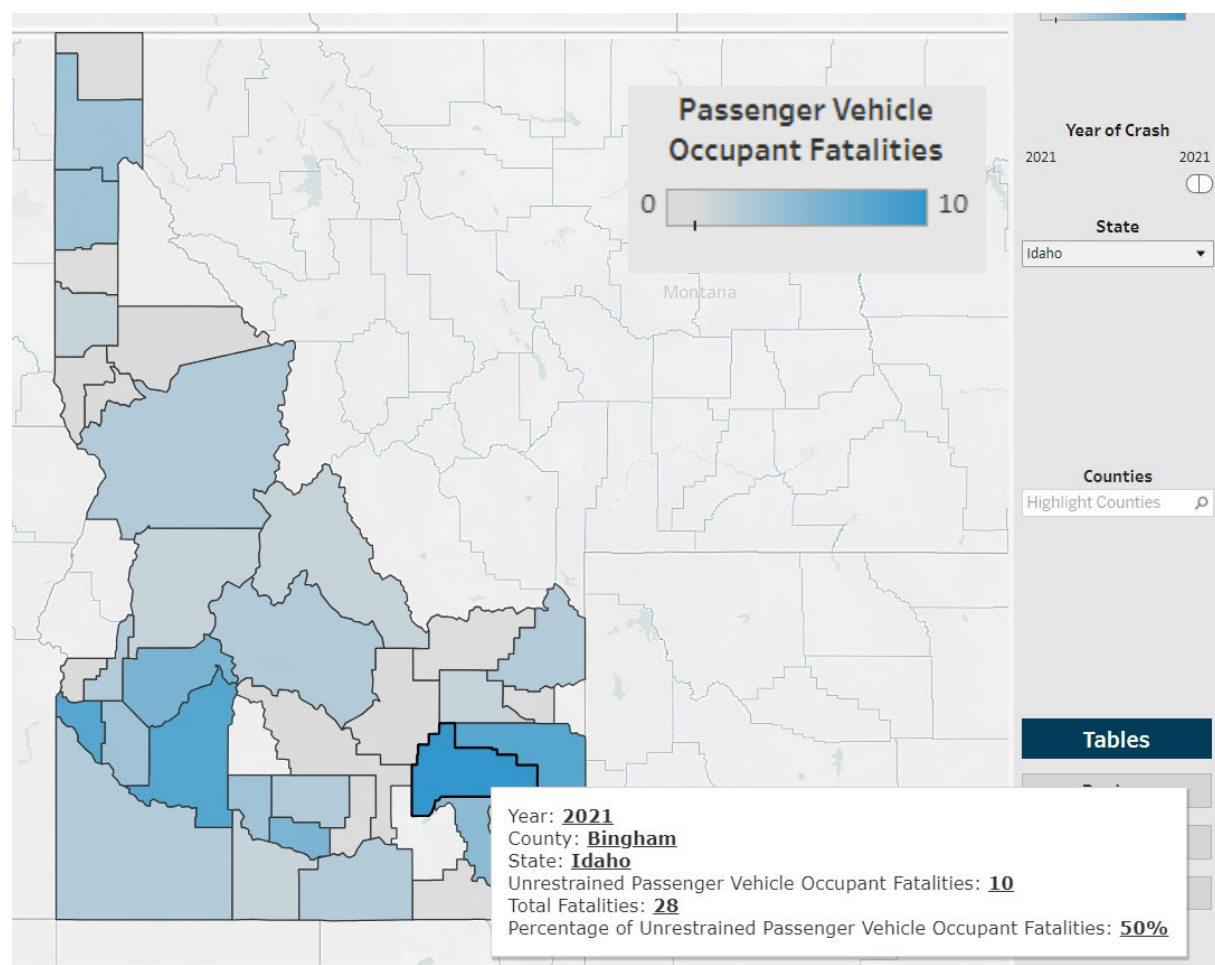 Passenger Vehicle
Occupant Fatalities
0
10
Year of Crash
2021
2021
State
Idaho
Montana
Counties
Highlight Counties
Tables
Year: 2021
County: Bingham
State: Idaho
Unrestrained Passenger Vehicle Occupant Fatalities: 10
Total Fatalities: 28
Percentage of Unrestrained Passenger Vehicle Occupant Fatalities: 50%